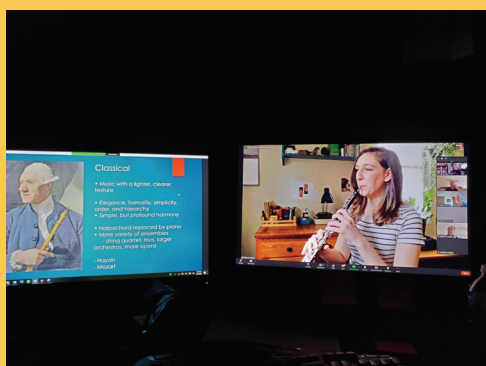 Classical
• Music with a lighter, clearer
texture
• Elegance, formality, simplicity,
order, and hierarchy
• Simple, but profound harmony
• Harpsichord replaced by piano
• More variety of ensembles
- string quartet, trios, larger
orchestras, more opera
- Haydn
- Mozart